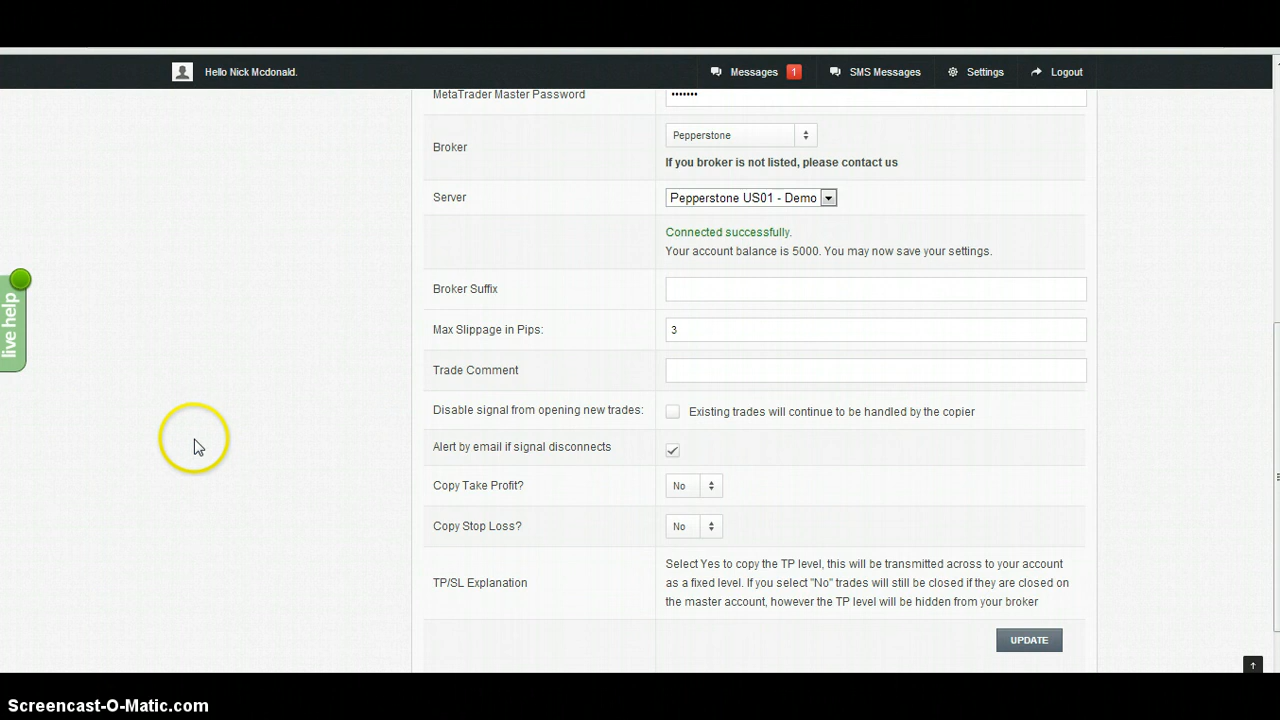 Hello Nick Mcdonald.
Messages 1
SMS Messages
Settings
Logout
MetaTrader Master Password
•••••••
Broker
Pepperstone
If you broker is not listed, please contact us
Server
Pepperstone US01 - Demo
Connected successfully.
Your account balance is 5000. You may now save your settings.
Broker Suffix
Max Slippage in Pips:
3
Trade Comment
Disable signal from opening new trades:
Existing trades will continue to be handled by the copier
Alert by email if signal disconnects
Copy Take Profit?
No
Copy Stop Loss?
No
TP/SL Explanation
Select Yes to copy the TP level, this will be transmitted across to your account
as a fixed level. If you select "No" trades will still be closed if they are closed on
the master account, however the TP level will be hidden from your broker
UPDATE
live help
Screencast-O-Matic.com